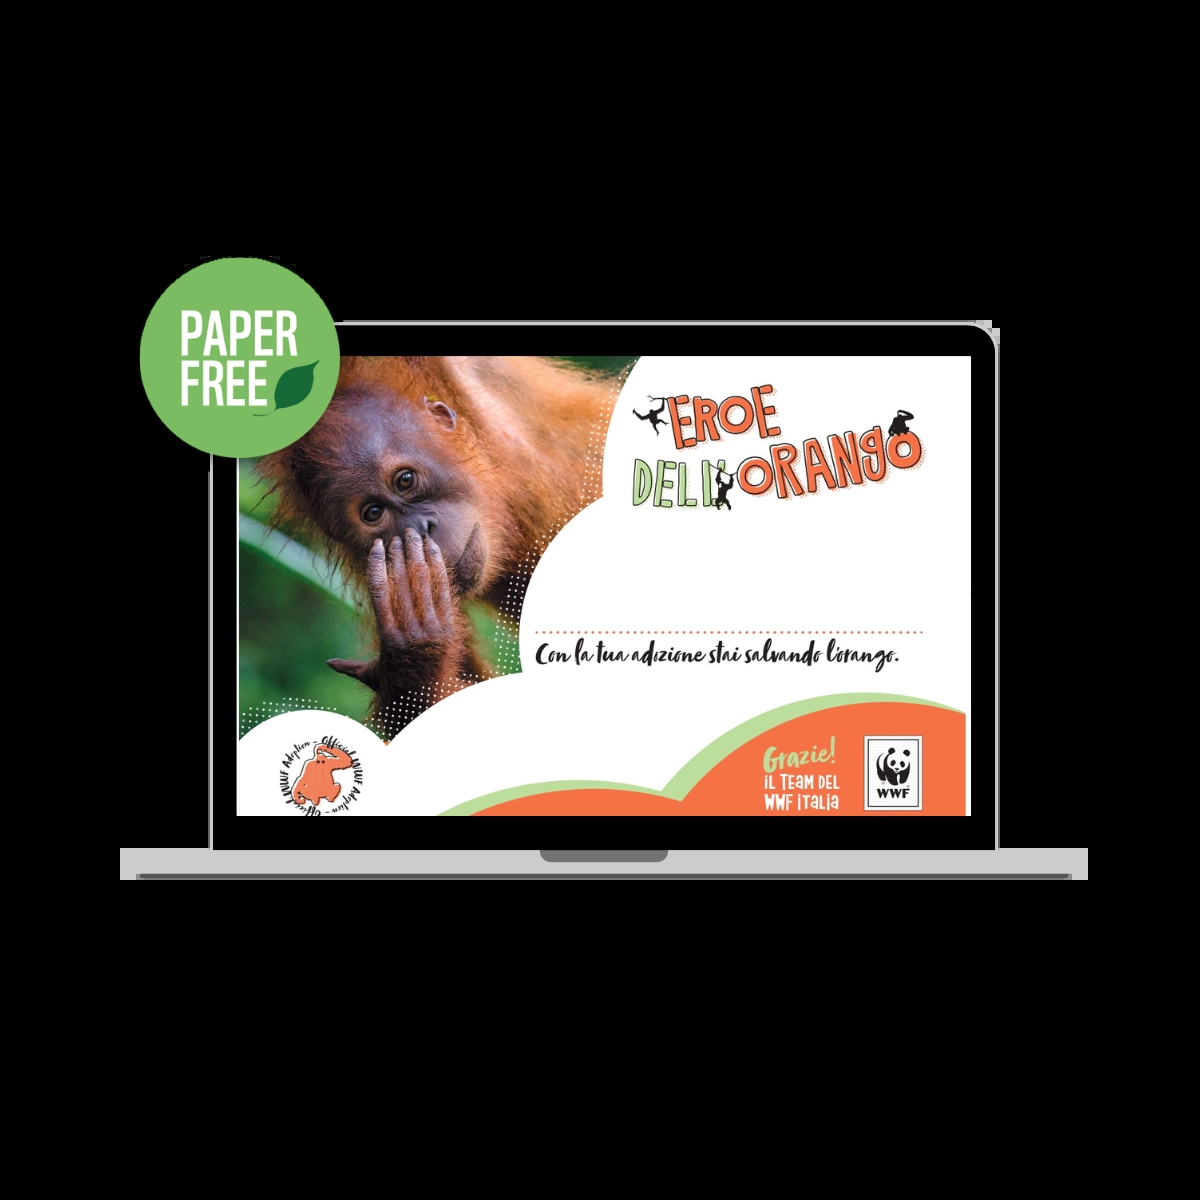 PAPER
FREE
EROE
DELL'ORANGO
Con la tua adozione stai salvando l'orango.
Official WWF Adoption - Official WWF Adoption -
Grazie!
IL TEAM DEL
WWF ITALIA
WWF